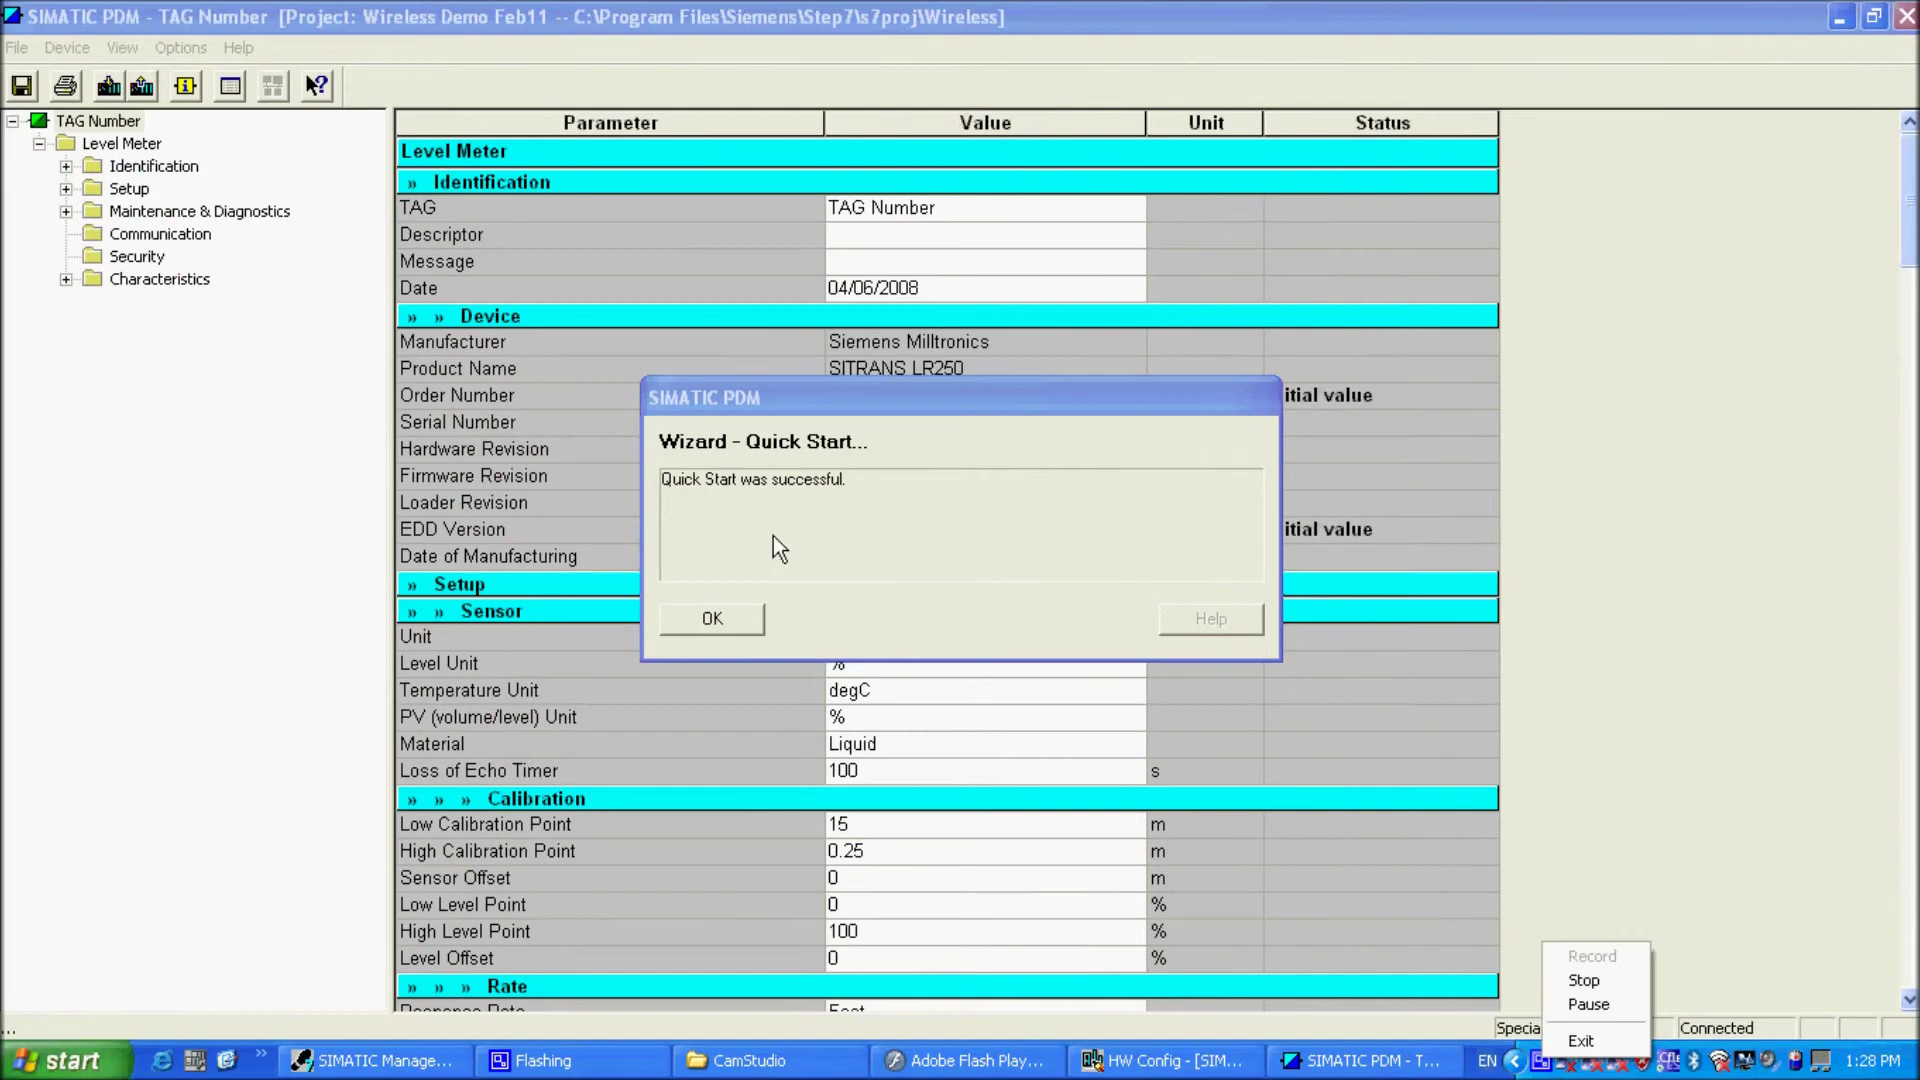 SIMATIC PDM - TAG Number [Project: Wireless Demo Feb11 -- C:\Program Files\Siemens\Step7\s7proj\Wireless]
File Device View Options Help
TAG Number
Level Meter
Identification
Setup
Maintenance & Diagnostics
Communication
Security
Characteristics
Parameter Value Unit Status
Level Meter
» Identification
TAG TAG Number
Descriptor
Message
Date 04/06/2008
» » Device
Manufacturer Siemens Milltronics
Product Name SITRANS LR250
Order Number itial value
Serial Number
Hardware Revision
Firmware Revision
Loader Revision
EDD Version itial value
Date of Manufacturing
» Setup
» » Sensor
Unit
Level Unit %
Temperature Unit degC
PV (volume/level) Unit %
Material Liquid
Loss of Echo Timer 100 s
» » » Calibration
Low Calibration Point 15 m
High Calibration Point 0.25 m
Sensor Offset 0 m
Low Level Point 0 %
High Level Point 100 %
Level Offset 0 %
» » » Rate
Response Rate Fast
SIMATIC PDM
Wizard - Quick Start...
Quick Start was successful.
OK Help
Record
Stop
Pause
Exit
... Specia Connected
start » SIMATIC Manage... Flashing CamStudio Adobe Flash Play... HW Config - [SIM... SIMATIC PDM - T... EN 1:28 PM